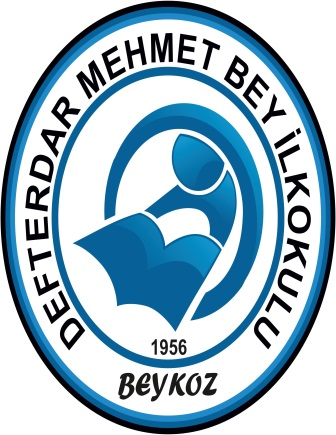 DEFTERDAR MEHMET BEY İLKOKULU
1956
BEYKOZ